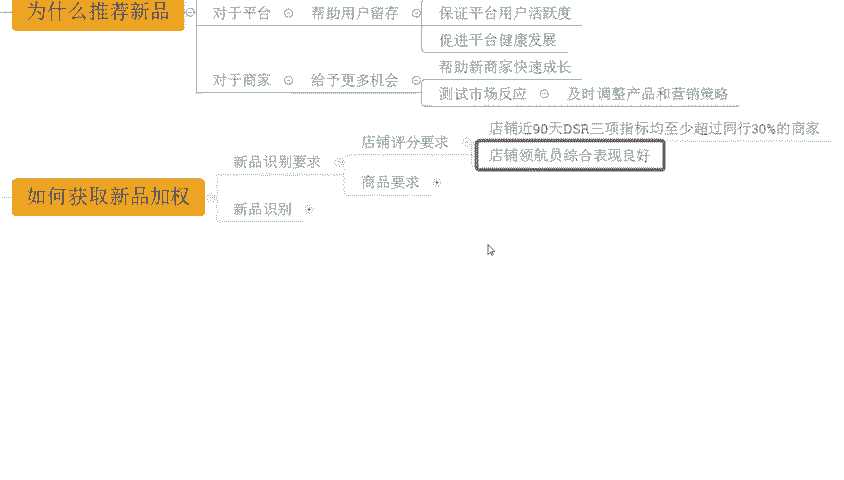 为什么推荐新品
对于平台
帮助用户留存
保证平台用户活跃度
促进平台健康发展
对于商家
给予更多机会
帮助新商家快速成长
测试市场反应
及时调整产品和营销策略
如何获取新品加权
新品识别要求
店铺评分要求
店铺近90天DSR三项指标均至少超过同行30%的商家
店铺领航员综合表现良好
商品要求
新品识别